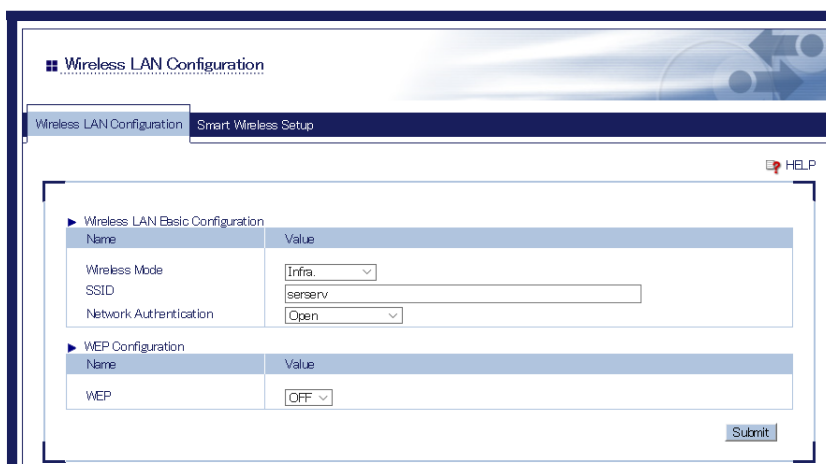 Wireless LAN Configuration
Wireless LAN Configuration Smart Wireless Setup
HELP
Wireless LAN Basic Configuration
Name Value
Wireless Mode Infra.
SSID serserv
Network Authentication Open
WEP Configuration
Name Value
WEP OFF
Submit